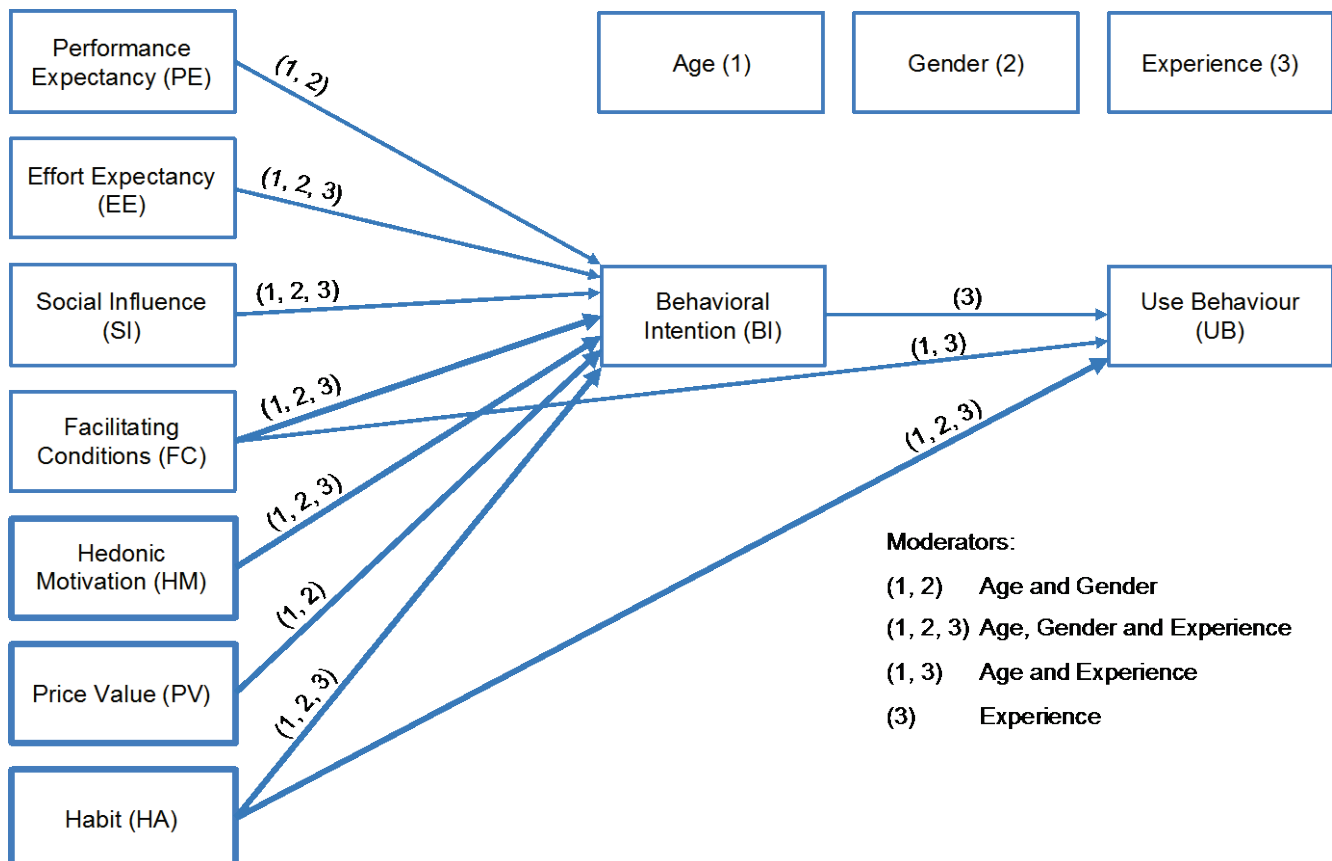 Performance
Expectancy (PE)
(1, 2)
Age (1)
Gender (2)
Experience (3)
Effort Expectancy
(EE)
(1, 2, 3)
Social Influence
(SI)
(1, 2, 3)
Behavioral
Intention (BI)
(3)
Use Behaviour
(UB)
(1, 3)
Facilitating
Conditions (FC)
(1, 2, 3)
(1, 2, 3)
Hedonic
Motivation (HM)
(1, 2, 3)
Price Value (PV)
(1, 2)
Habit (HA)
(1, 2, 3)
Moderators:
(1, 2) Age and Gender
(1, 2, 3) Age, Gender and Experience
(1, 3) Age and Experience
(3) Experience